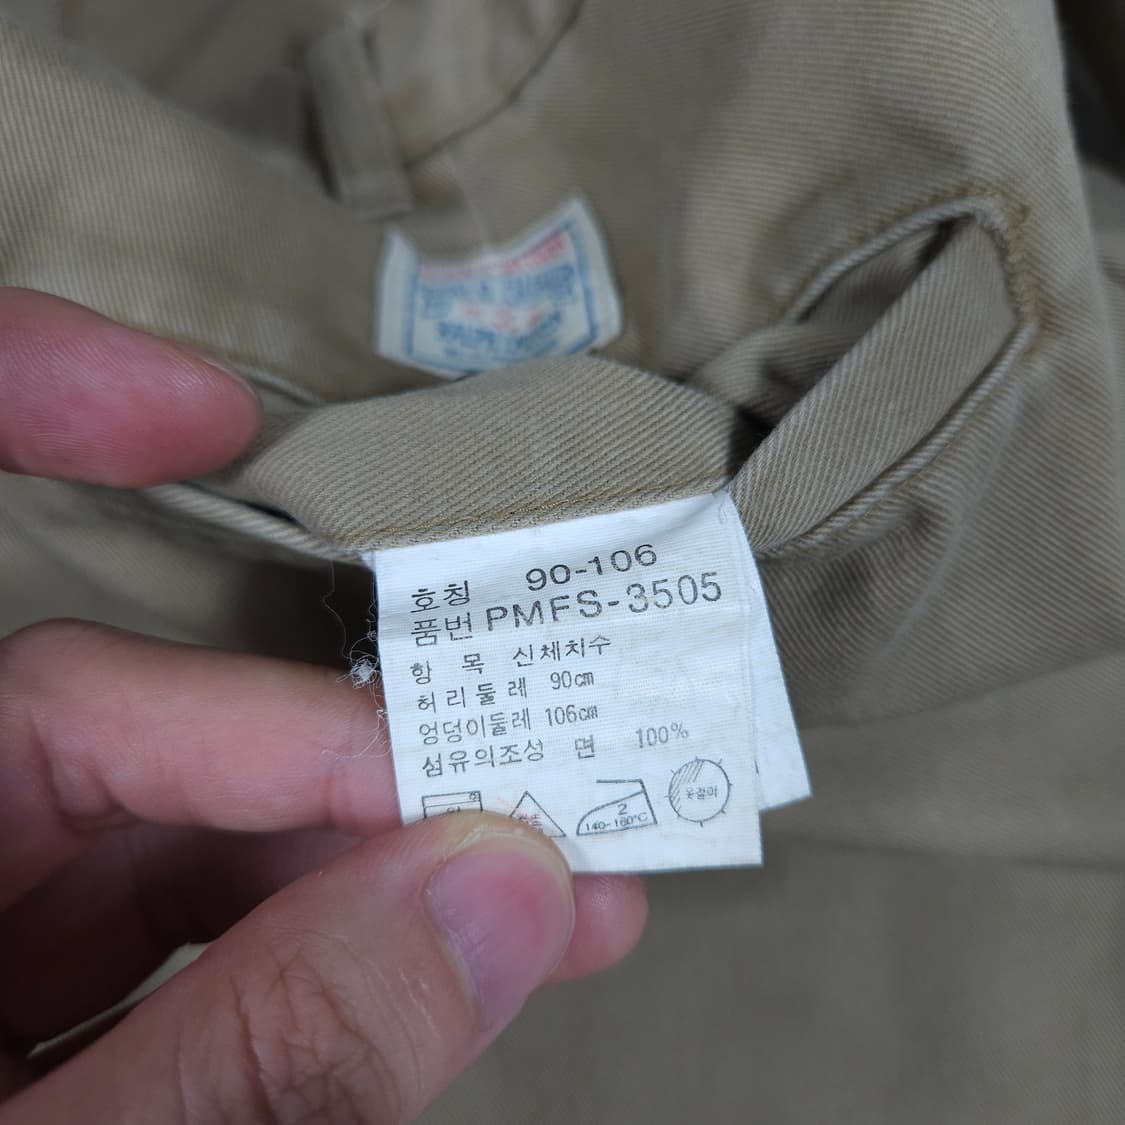 호칭 90-106
품번 PMFS-3505
항 목 신체치수
허리둘레 90cm
엉덩이둘레 106cm
섬유의조성 면 100%
2
140~160°C
옷걸이